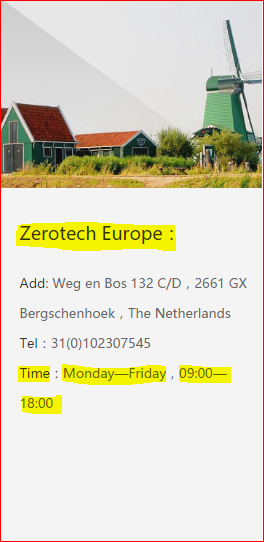 Zerotech Europe：
Add: Weg en Bos 132 C/D，2661 GX
Bergschenhoek，The Netherlands
Tel：31(0)102307545
Time：Monday—Friday，09:00—
18:00